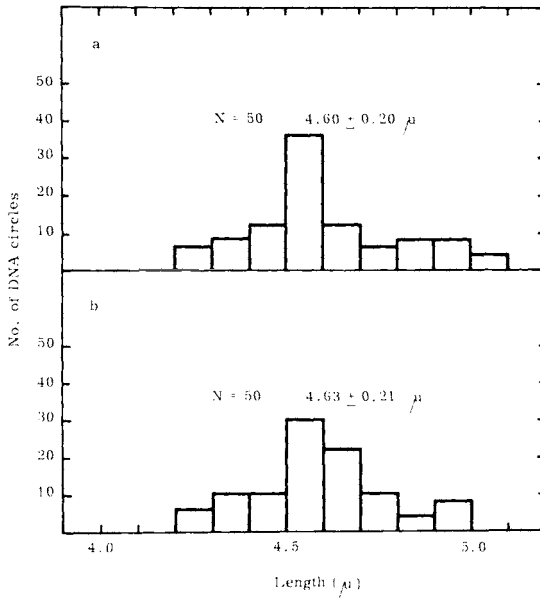 a
50
40
30
20
10
N = 50 4.60 ± 0.20 μ
No. of DNA circles
b
50
40
30
20
10
N = 50 4.63 ± 0.21 μ
4.0 4.5 5.0
Length (μ)